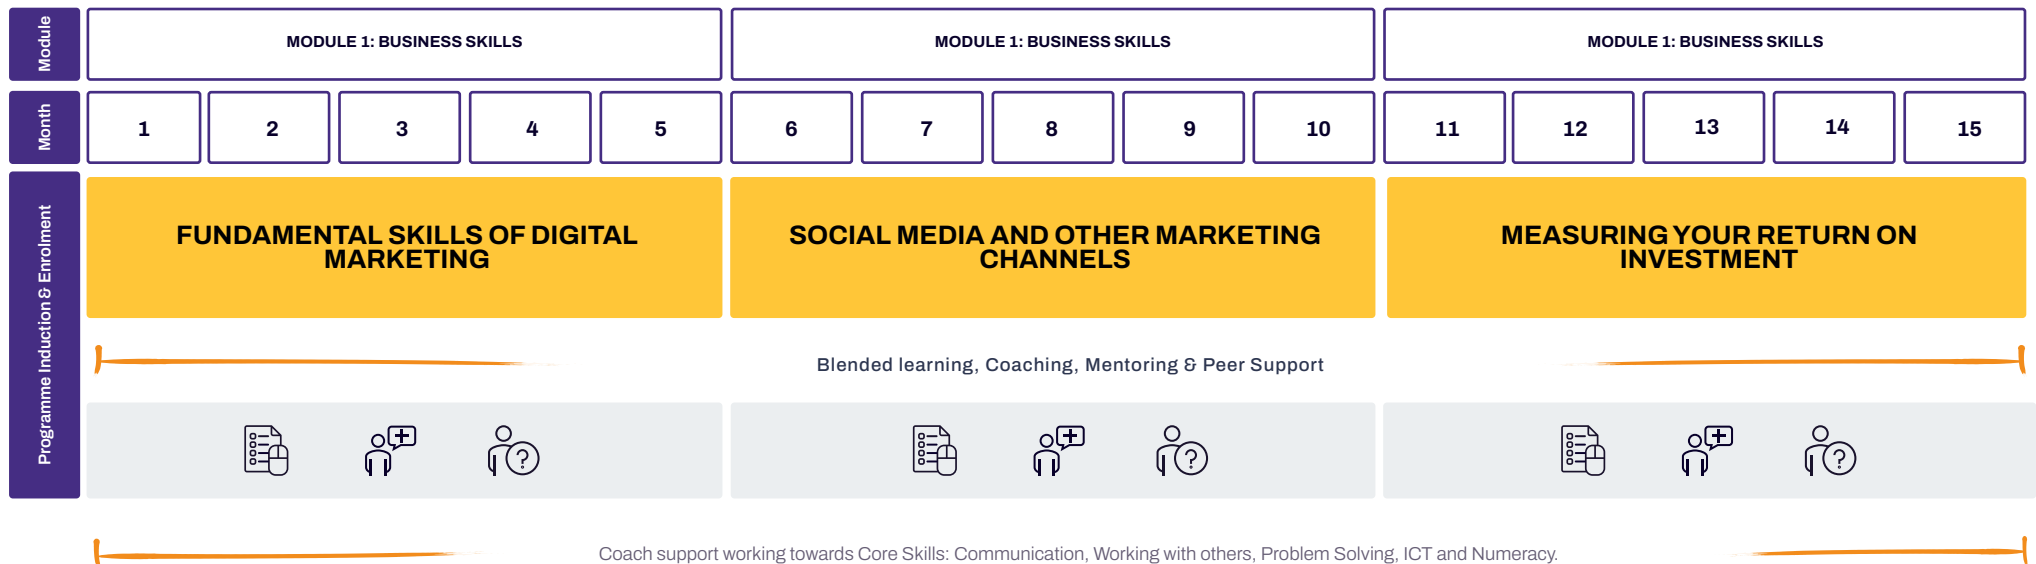 Module
MODULE 1: BUSINESS SKILLS
MODULE 1: BUSINESS SKILLS
MODULE 1: BUSINESS SKILLS
Month
1
2
3
4
5
6
7
8
9
10
11
12
13
14
15
Programme Induction & Enrolment
FUNDAMENTAL SKILLS OF DIGITAL
MARKETING
SOCIAL MEDIA AND OTHER MARKETING
CHANNELS
MEASURING YOUR RETURN ON
INVESTMENT
Blended learning, Coaching, Mentoring & Peer Support
?
?
?
Coach support working towards Core Skills: Communication, Working with others, Problem Solving, ICT and Numeracy.